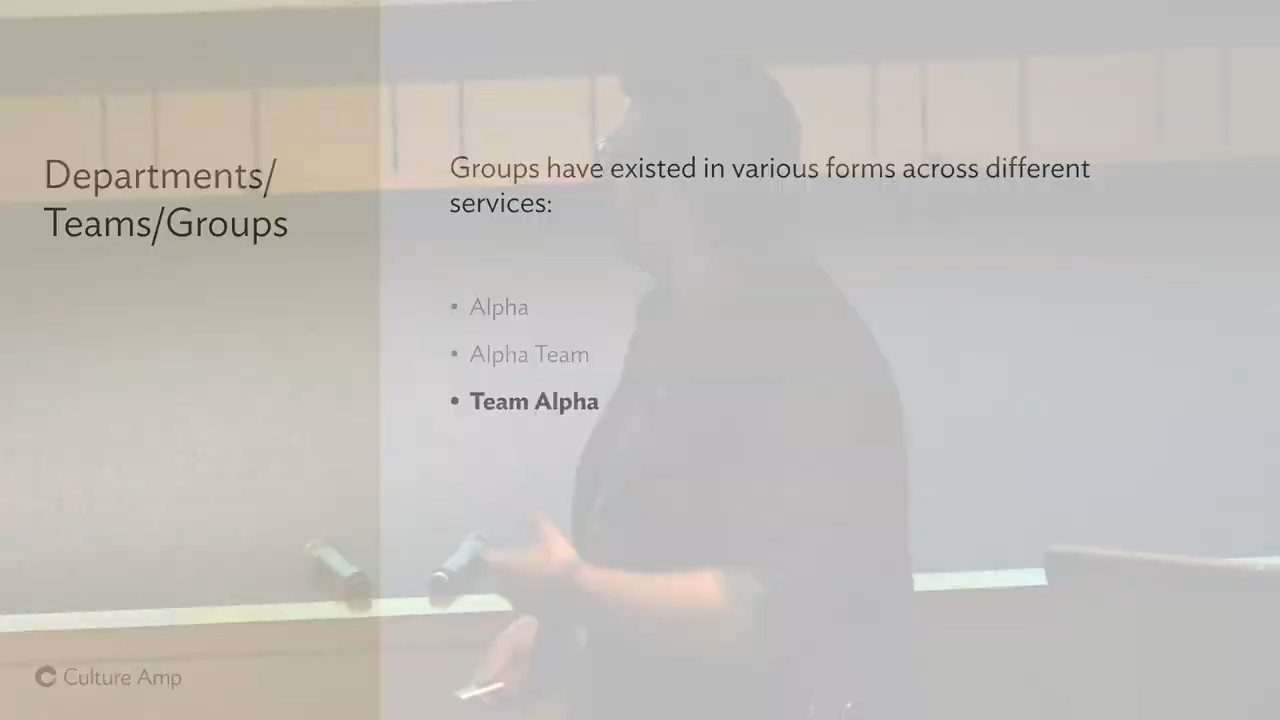 Departments/
Teams/Groups
Groups have existed in various forms across different
services:
• Alpha
• Alpha Team
• Team Alpha
Culture Amp